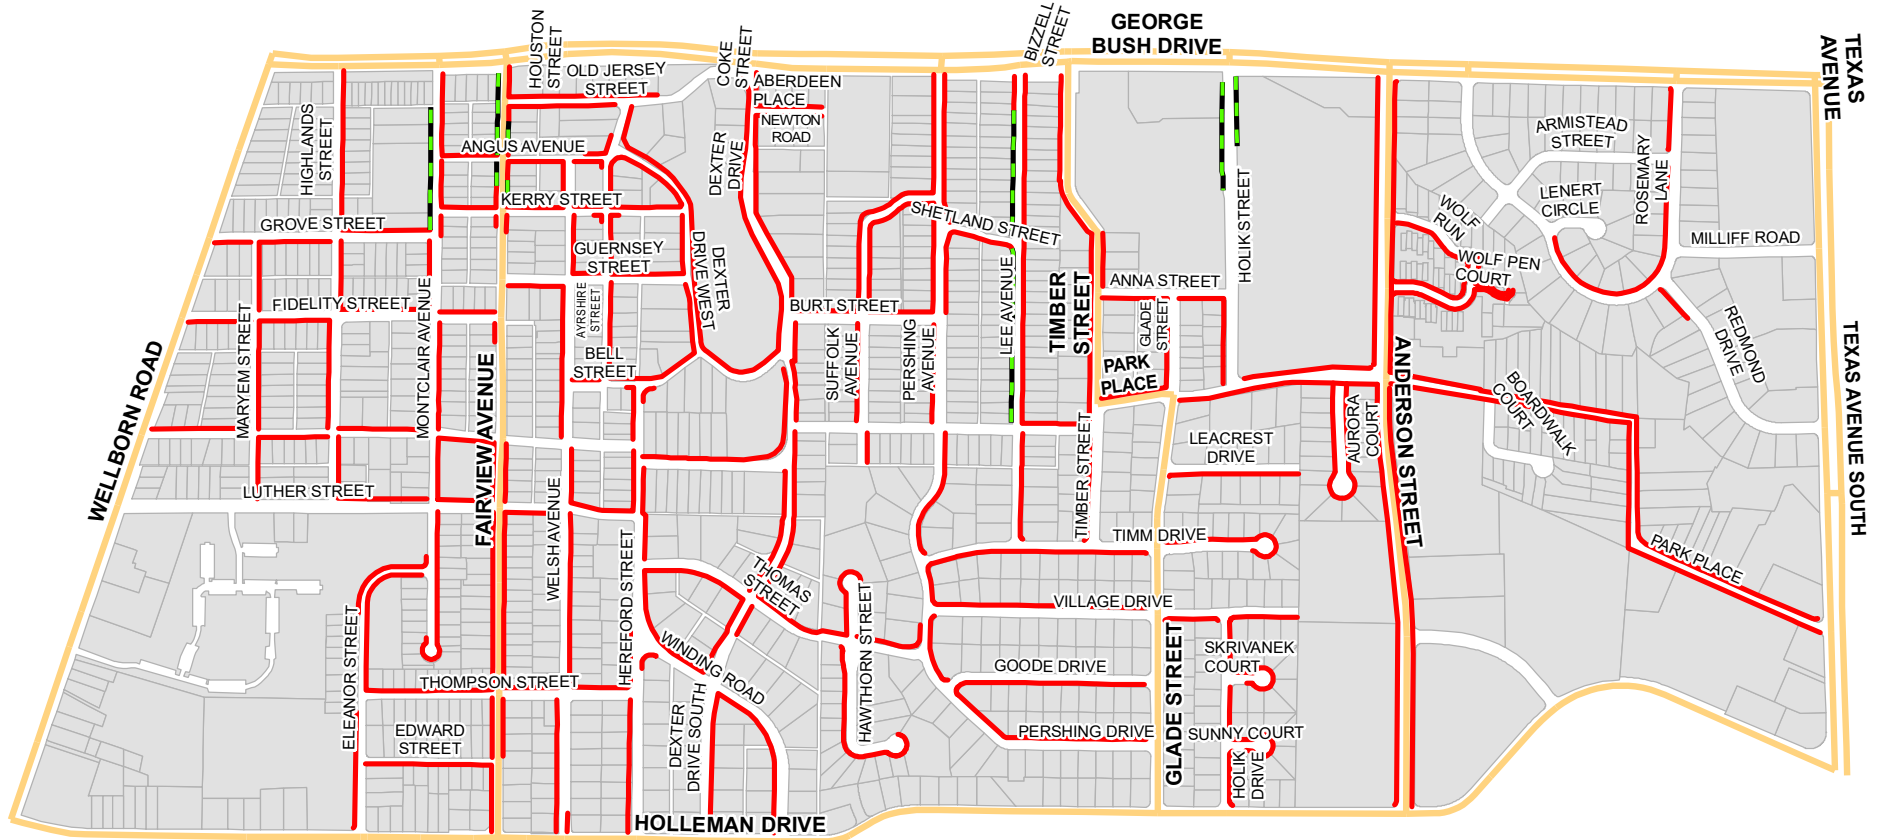 GEORGE
BUSH DRIVE
TEXAS
AVENUE
HOUSTON
STREET
COKE
STREET
BIZZELL
STREET
OLD JERSEY
STREET
ABERDEEN
PLACE
NEWTON
ROAD
HIGHLANDS
STREET
ANGUS AVENUE
DEXTER
DRIVE
ARMISTEAD
STREET
ROSEMARY
LANE
KERRY STREET
GROVE STREET
SHETLAND STREET
HOLIK STREET
WOLF
RUN
LENERT
CIRCLE
MILLIFF ROAD
GUERNSEY
STREET
DEXTER
DRIVE WEST
LEE AVENUE
TIMBER
STREET
ANNA STREET
WOLF PEN
COURT
FIDELITY STREET
MARYEM STREET
MONTCLAIR AVENUE
AYRSHIRE
STREET
BURT STREET
GLADE
STREET
REDMOND
DRIVE
TEXAS AVENUE SOUTH
WELLBORN ROAD
FAIRVIEW AVENUE
BELL
STREET
SUFFOLK
AVENUE
PERSHING
AVENUE
PARK
PLACE
ANDERSON STREET
BOARDWALK
COURT
AURORA
COURT
LEACREST
DRIVE
TIMBER STREET
LUTHER STREET
WELSH AVENUE
HEREFORD STREET
TIMM DRIVE
PARK PLACE
THOMAS
STREET
HAWTHORN STREET
VILLAGE DRIVE
ELEANOR STREET
WINDING ROAD
GLADE STREET
SKRIVANEK
COURT
GOODE DRIVE
THOMPSON STREET
DEXTER
DRIVE SOUTH
EDWARD
STREET
PERSHING DRIVE
SUNNY COURT
HOLIK
DRIVE
HOLLEMAN DRIVE